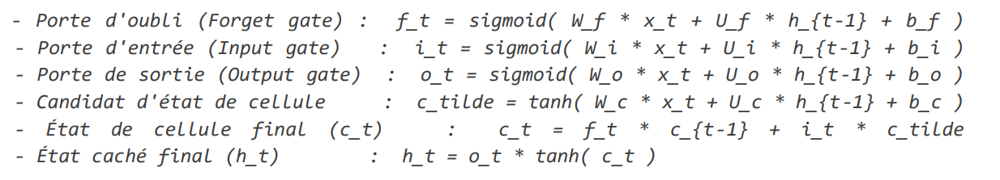 - Porte d'oubli (Forget gate) : f_t = sigmoid( W_f * x_t + U_f * h_{t-1} + b_f )
- Porte d'entrée (Input gate) : i_t = sigmoid( W_i * x_t + U_i * h_{t-1} + b_i )
- Porte de sortie (Output gate) : o_t = sigmoid( W_o * x_t + U_o * h_{t-1} + b_o )
- Candidat d'état de cellule : c_tilde = tanh( W_c * x_t + U_c * h_{t-1} + b_c )
- État de cellule final (c_t) : c_t = f_t * c_{t-1} + i_t * c_tilde
- État caché final (h_t) : h_t = o_t * tanh( c_t )